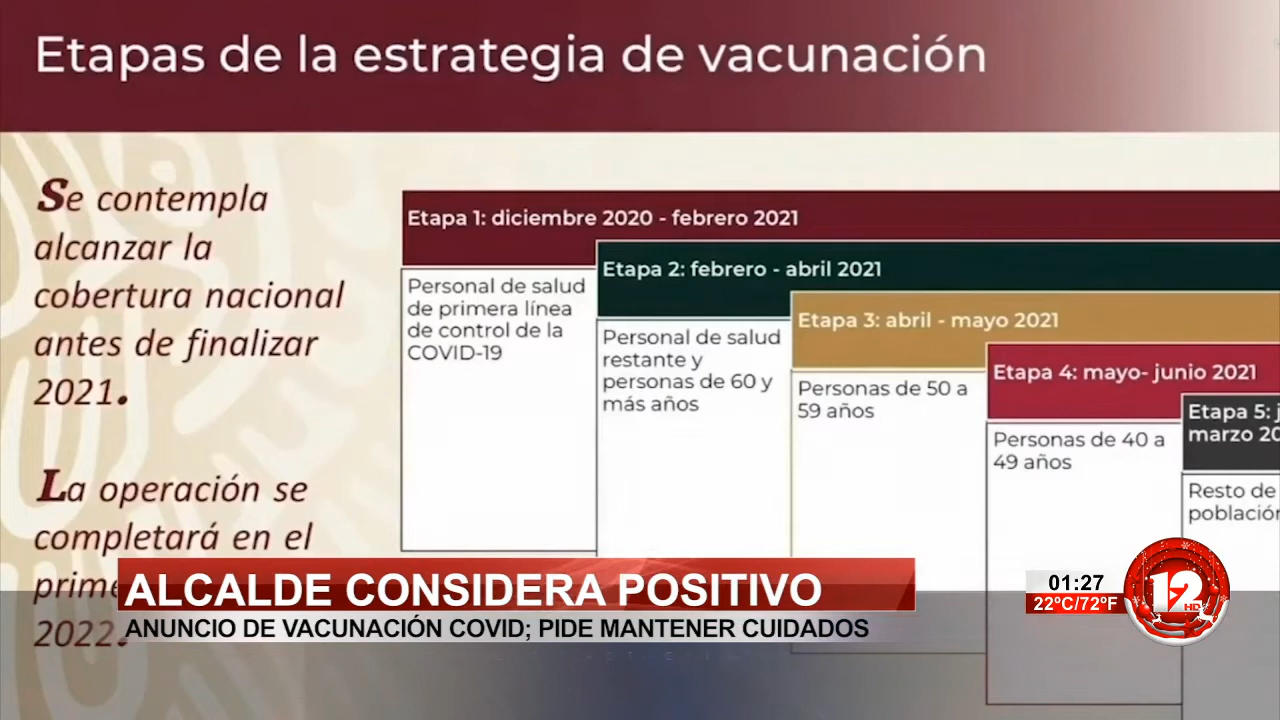 Etapas de la estrategia de vacunación
Se contempla
alcanzar la
cobertura nacional
antes de finalizar
2021.
La operación se
completará en el
2022.
Etapa 1: diciembre 2020 - febrero 2021
Personal de salud
de primera línea
de control de la
COVID-19
Etapa 2: febrero - abril 2021
Personal de salud
restante y
personas de 60 y
más años
Etapa 3: abril - mayo 2021
Personas de 50 a
59 años
Etapa 4: mayo- junio 2021
Personas de 40 a
49 años
Etapa 5:
marzo
Resto de
ALCALDE CONSIDERA POSITIVO
ANUNCIO DE VACUNACIÓN COVID; PIDE MANTENER CUIDADOS
01:27
22ºC/72ºF
12
HD